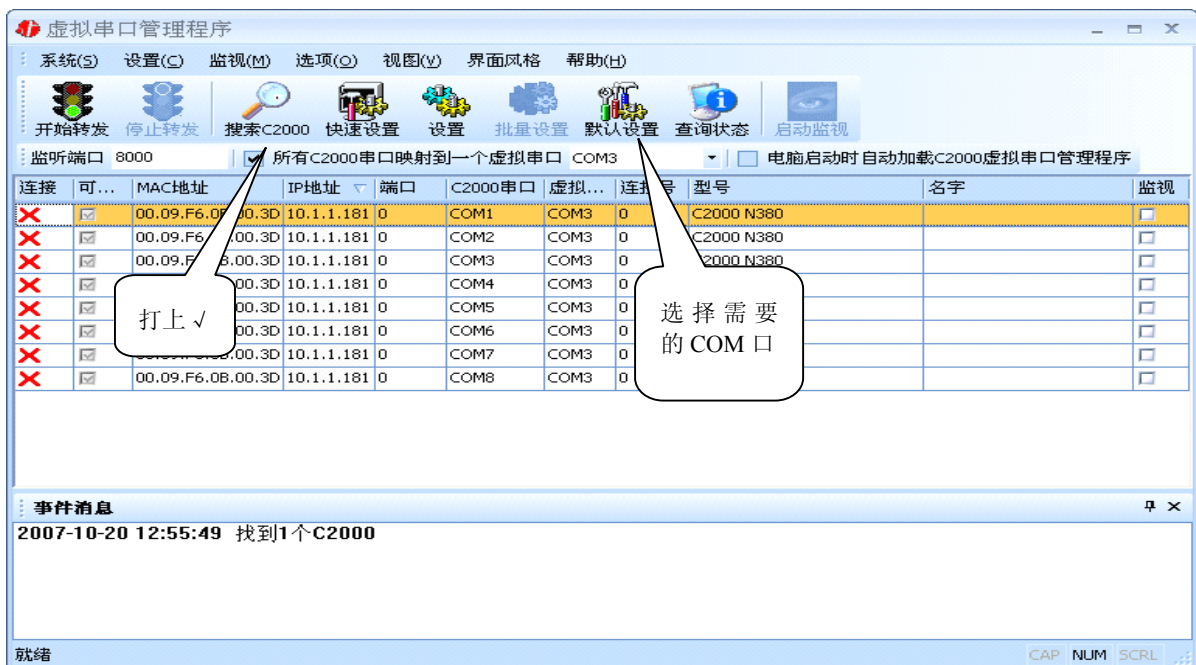 虚拟串口管理程序
系统(S) 设置(C) 监视(M) 选项(O) 视图(V) 界面风格 帮助(H)
开始转发 停止转发 搜索C2000 快速设置 设置 批量设置 默认设置 查询状态 启动监视
监听端口 8000 所有C2000串口映射到一个虚拟串口 COM3 电脑启动时自动加载C2000虚拟串口管理程序
连接 可... MAC地址 IP地址 端口 C2000串口 虚拟... 连接号 型号 名字 监视
00.09.F6.0B.00.3D 10.1.1.181 0 COM1 COM3 0 C2000 N380
00.09.F6 .00.3D 10.1.1.181 0 COM2 COM3 0 C2000 N380
00.09.F 3.00.3D 10.1.1.181 0 COM3 COM3 0 2000 N380
00.3D 10.1.1.181 0 COM4 COM3 0
00.3D 10.1.1.181 0 COM5 COM3 0
00.3D 10.1.1.181 0 COM6 COM3 0
.00.3D 10.1.1.181 0 COM7 COM3 0
00.09.F6.0B.00.3D 10.1.1.181 0 COM8 COM3 0
打上√
选择需要
的COM口
事件消息
2007-10-20 12:55:49 找到1个C2000
就绪 CAP NUM SCRL